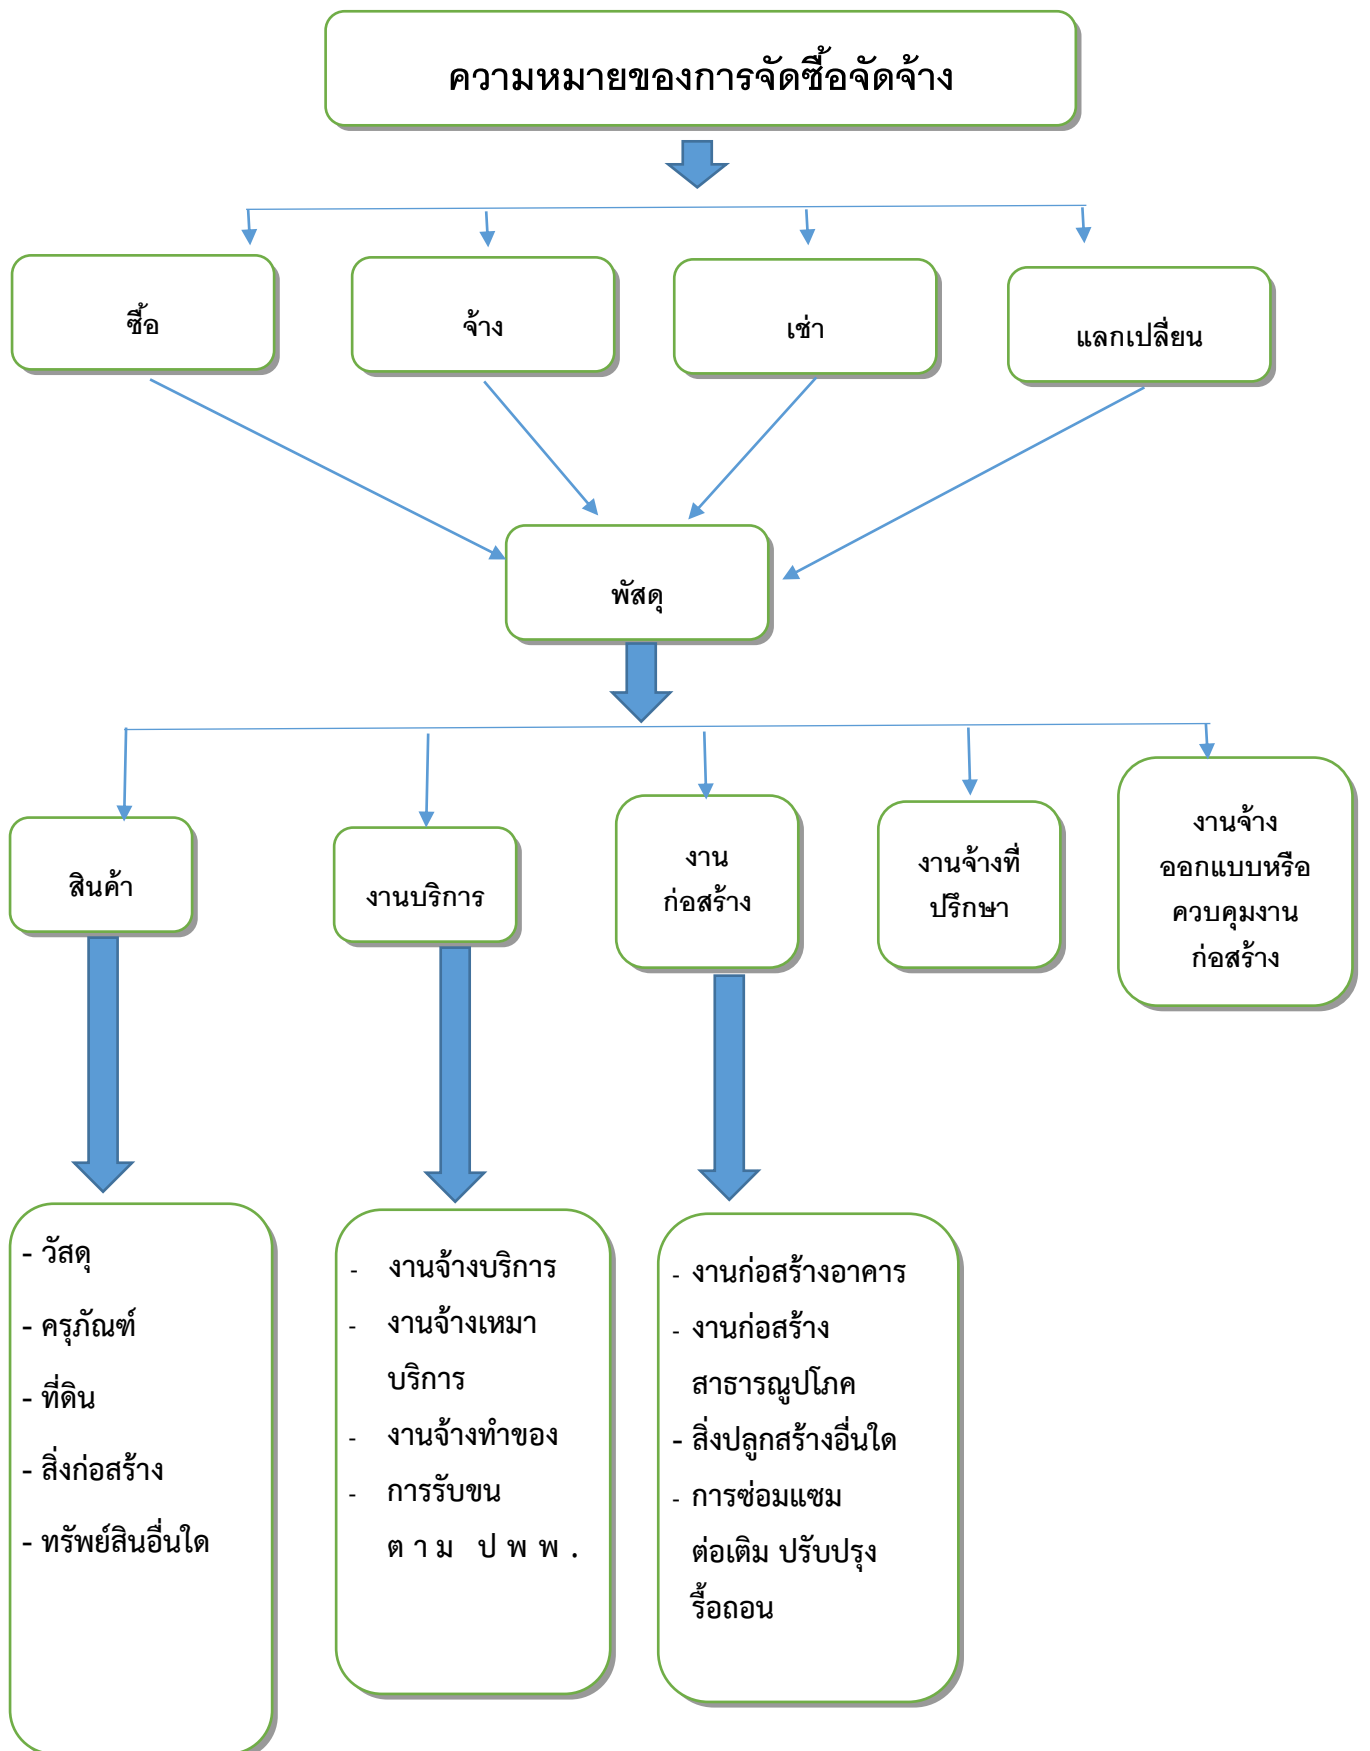 ความหมายของการจัดซื้อจัดจ้าง
ซื้อ
จ้าง
เช่า
แลกเปลี่ยน
พัสดุ
สินค้า
งานบริการ
งาน
ก่อสร้าง
งานจ้างที่
ปรึกษา
งานจ้าง
ออกแบบหรือ
ควบคุมงาน
ก่อสร้าง
- วัสดุ
- ครุภัณฑ์
- ที่ดิน
- สิ่งก่อสร้าง
- ทรัพย์สินอื่นใด
- งานจ้างบริการ
- งานจ้างเหมา
บริการ
- งานจ้างทำของ
- การรับขน
ตาม ปพพ.
- งานก่อสร้างอาคาร
- งานก่อสร้าง
สาธารณูปโภค
- สิ่งปลูกสร้างอื่นใด
- การซ่อมแซม
ต่อเติม ปรับปรุง
รื้อถอน